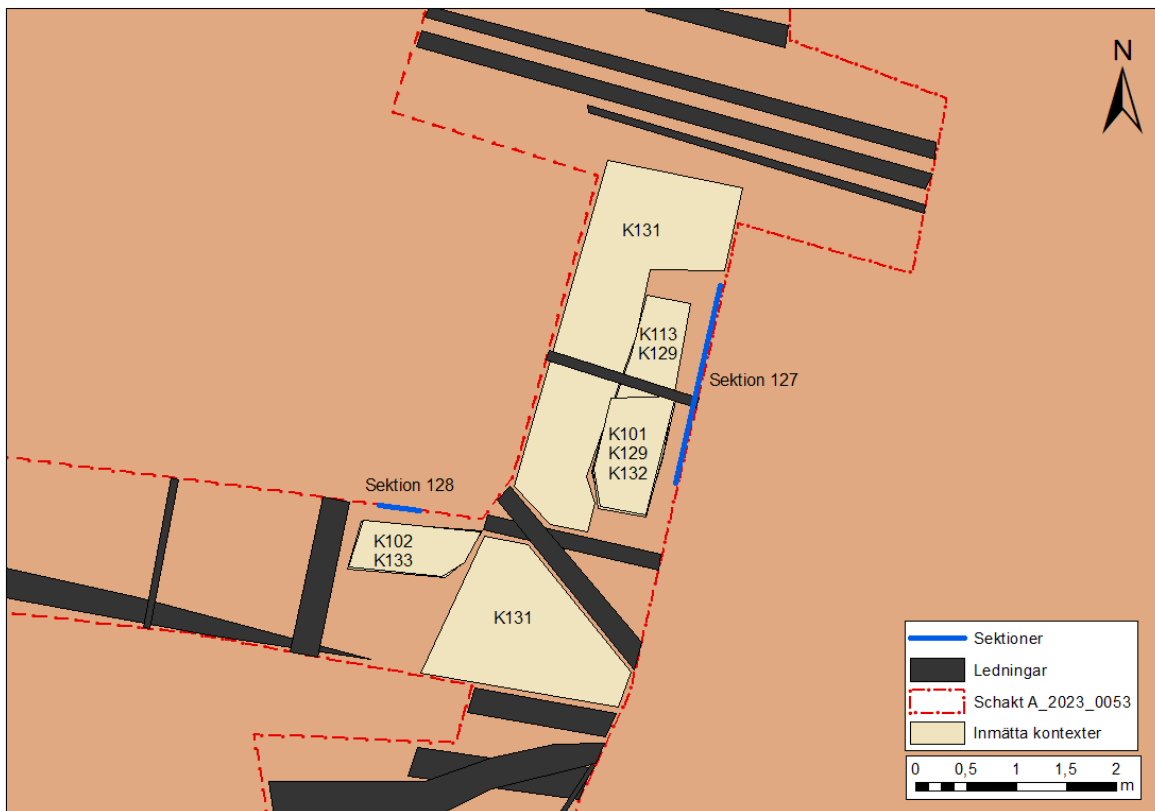 N
K131
K113
K129
Sektion 127
K101
K129
K132
Sektion 128
K102
K133
K131
Sektioner
Ledningar
Schakt A_2023_0053
Inmätta kontexter
0 0,5 1 1,5 2
m